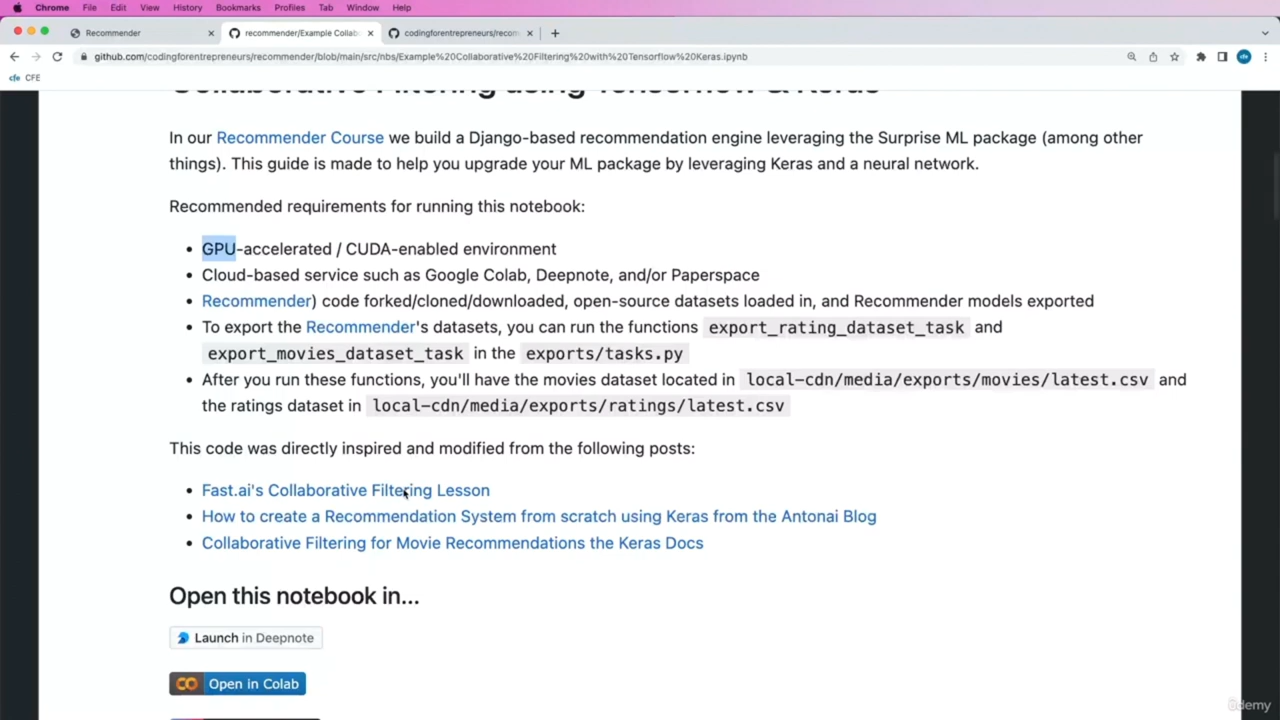 Chrome File Edit View History Bookmarks Profiles Tab Window Help
Recommender recommender/Example Collab codingforentrepreneurs/recom
github.com/codingforentrepreneurs/recommender/blob/main/src/nbs/Example%20Collaborative%20Filtering%20with%20Tensorflow%20Keras.ipynb
cfe CFE
Collaborative Filtering using Tensorflow & Keras
In our Recommender Course we build a Django-based recommendation engine leveraging the Surprise ML package (among other
things). This guide is made to help you upgrade your ML package by leveraging Keras and a neural network.
Recommended requirements for running this notebook:
• GPU-accelerated / CUDA-enabled environment
• Cloud-based service such as Google Colab, Deepnote, and/or Paperspace
• Recommender) code forked/cloned/downloaded, open-source datasets loaded in, and Recommender models exported
• To export the Recommender's datasets, you can run the functions export_rating_dataset_task and
export_movies_dataset_task in the exports/tasks.py
• After you run these functions, you'll have the movies dataset located in local-cdn/media/exports/movies/latest.csv and
the ratings dataset in local-cdn/media/exports/ratings/latest.csv
This code was directly inspired and modified from the following posts:
• Fast.ai's Collaborative Filtering Lesson
• How to create a Recommendation System from scratch using Keras from the Antonai Blog
• Collaborative Filtering for Movie Recommendations the Keras Docs
Open this notebook in...
Launch in Deepnote
Open in Colab
ûdemy